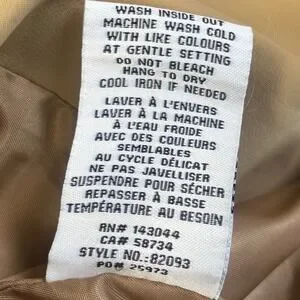 WASH INSIDE OUT
MACHINE WASH COLD
WITH LIKE COLOURS
AT GENTLE SETTING
DO NOT BLEACH
HANG TO DRY
COOL IRON IF NEEDED
LAVER À L'ENVERS
LAVER À LA MACHINE
À L'EAU FROIDE
AVEC DES COULEURS
SEMBLABLES
AU CYCLE DÉLICAT
NE PAS JAVELLISER
SUSPENDRE POUR SÉCHER
REPASSER À BASSE
TEMPÉRATURE AU BESOIN
RN# 143044
CA# 58734
STYLE NO.:82093
PO# 25973